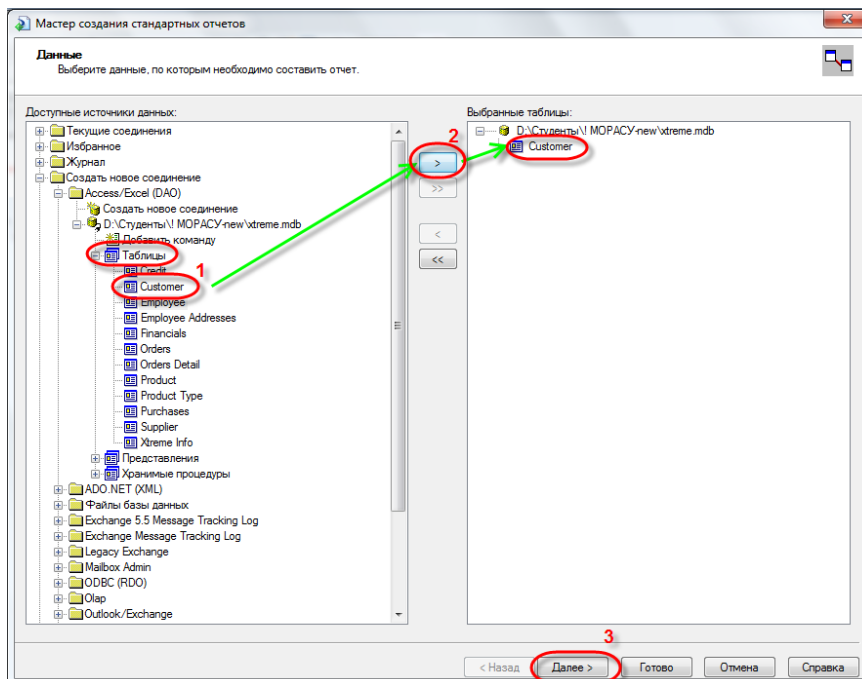 Мастер создания стандартных отчетов
Данные
Выберите данные, по которым необходимо составить отчет.
Доступные источники данных:
Текущие соединения
Избранное
Журнал
Создать новое соединение
Access/Excel (DAO)
Создать новое соединение
D:\Студенты\! МОРАСУ-new\xtreme.mdb
Добавить команду
Таблицы
1
Credit
Customer
Employee
Employee Addresses
Financials
Orders
Orders Detail
Product
Product Type
Purchases
Supplier
Xtreme Info
Представления
Хранимые процедуры
ADO.NET (XML)
Файлы базы данных
Exchange 5.5 Message Tracking Log
Exchange Message Tracking Log
Legacy Exchange
Mailbox Admin
ODBC (RDO)
Olap
Outlook/Exchange
2
>
>>
<
<<
Выбранные таблицы:
D:\Студенты\! МОРАСУ-new\xtreme.mdb
Customer
3
< Назад
Далее >
Готово
Отмена
Справка